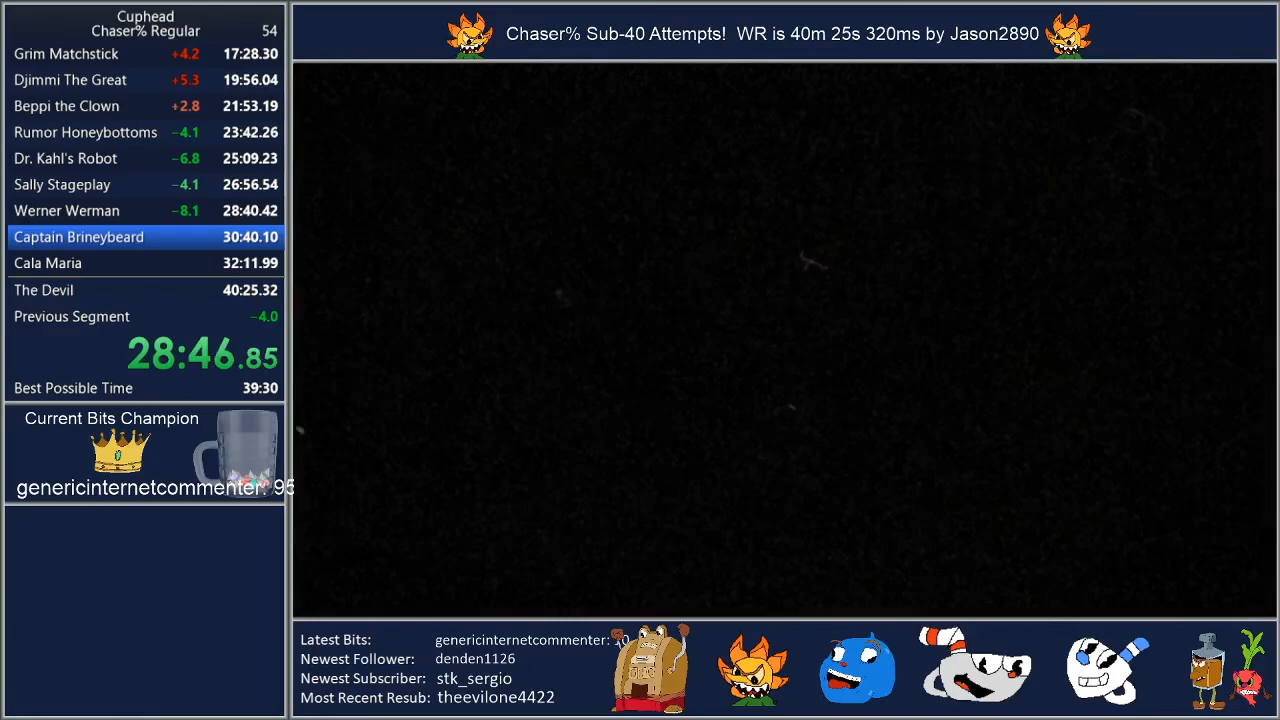 Cuphead
Chaser% Regular 54
Grim Matchstick +4.2 17:28.30
Djimmi The Great +5.3 19:56.04
Beppi the Clown +2.8 21:53.19
Rumor Honeybottoms −4.1 23:42.26
Dr. Kahl's Robot −6.8 25:09.23
Sally Stageplay −4.1 26:56.54
Werner Werman −8.1 28:40.42
Captain Brineybeard 30:40.10
Cala Maria 32:11.99
The Devil 40:25.32
Previous Segment −4.0
28:46.85
Best Possible Time 39:30
Current Bits Champion
genericinternetcommenter: 95
Chaser% Sub-40 Attempts! WR is 40m 25s 320ms by Jason2890
Latest Bits: genericinternetcommenter:
Newest Follower: denden1126
Newest Subscriber: stk_sergio
Most Recent Resub: theevilone4422